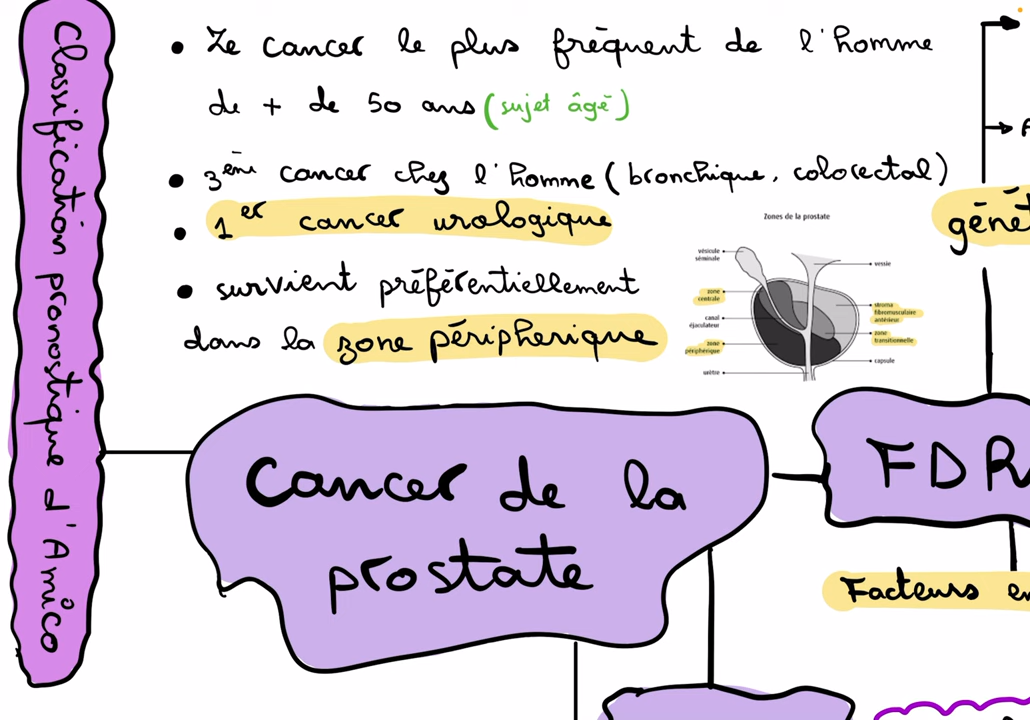 Classification pronostique d'Amico
• Le cancer le plus fréquent de l'homme
de + de 50 ans (sujet âgé)
• 3ème cancer chez l'homme (bronchique, colorectal)
• 1er cancer urologique
• survient préférentiellement
dans la zone péripherique
Zones de la prostate
vésicule
séminale
vessie
zone
centrale
stroma
fibromusculaire
antérieur
canal
éjaculateur
zone
transitionnelle
zone
périphérique
capsule
urètre
génét
Cancer de la
prostate
FDR
Facteurs en